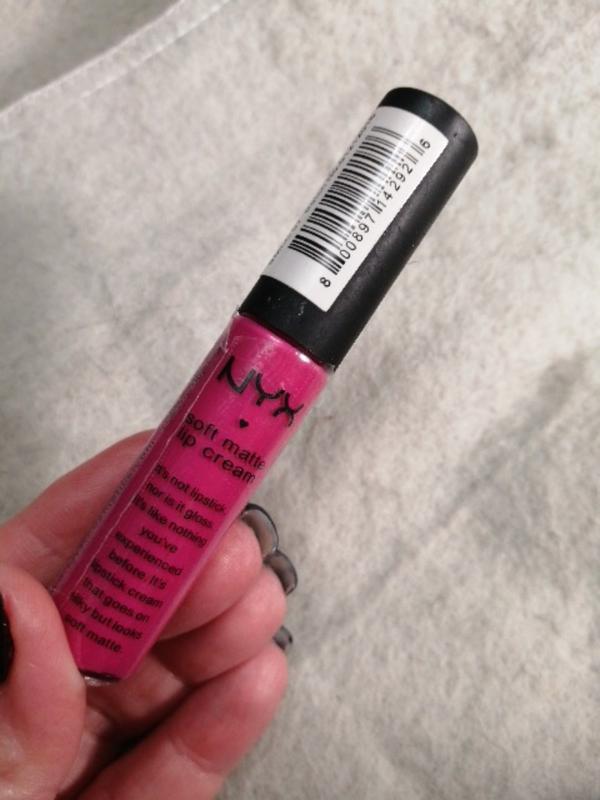 8 00897 14292 6
NYX
soft matte
lip cream
It's not lipstick,
nor is it gloss.
It's like nothing
you've
experienced
before. It's
lipstick cream
that goes on
silky but looks
soft matte.